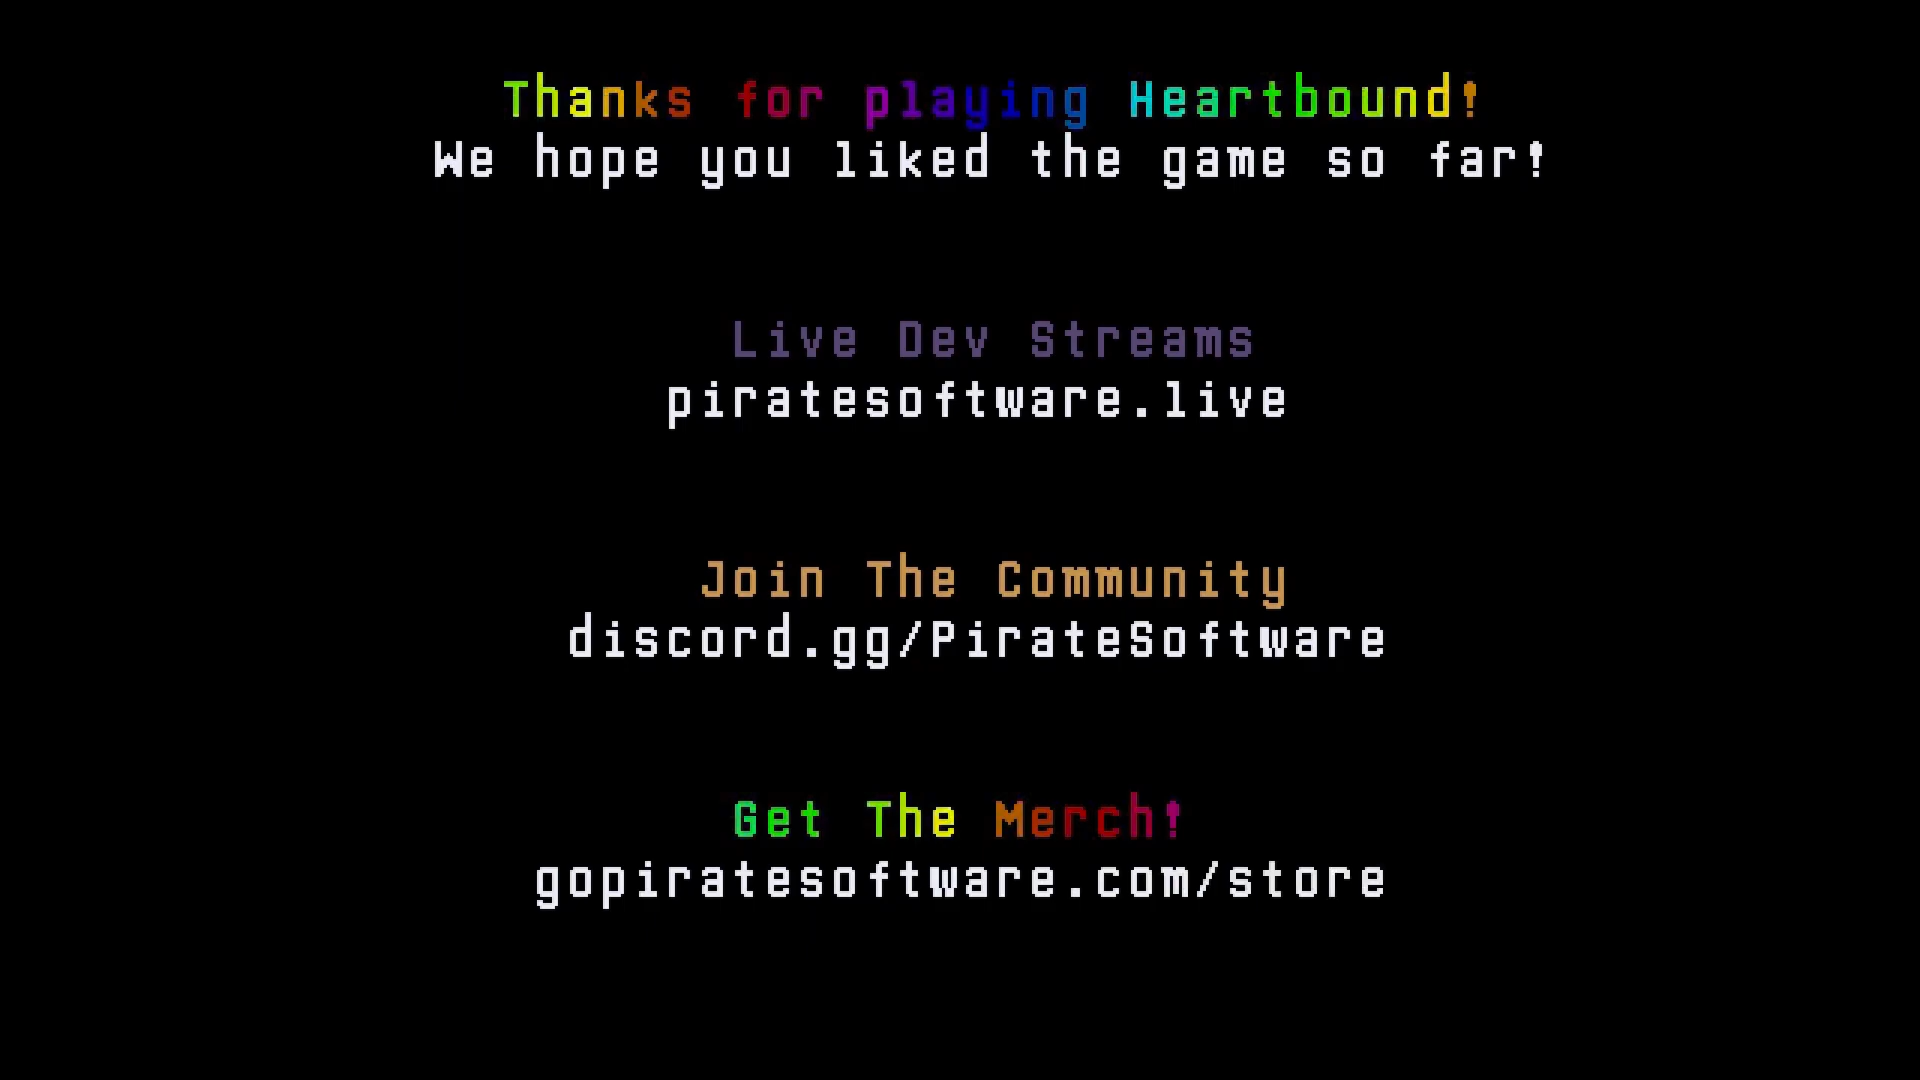 Thanks for playing Heartbound!
We hope you liked the game so far!
Live Dev Streams
piratesoftware.live
Join The Community
discord.gg/PirateSoftware
Get The Merch!
gopiratesoftware.com/store